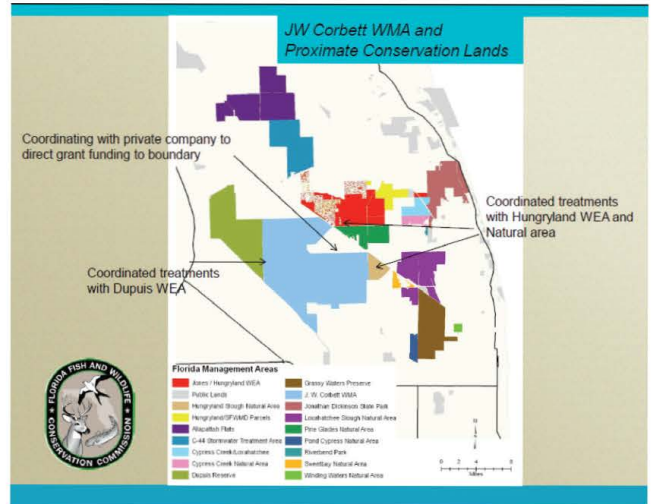 JW Corbett WMA and
Proximate Conservation Lands
Coordinating with private company to
direct grant funding to boundary
Coordinated treatments
with Hungryland WEA and
Natural area
Coordinated treatments
with Dupuis WEA
Florida Management Areas
Jones / Hungryland WEA
Public Lands
Hungryland Slough Natural Area
Hungryland/SFWMD Parcels
Allapattah Flats
C-44 Stormwater Treatment Area
Cypress Creek/Loxahatchee
Cypress Creek Natural Area
Dupuis Reserve
Grassy Waters Preserve
J. W. Corbett WMA
Jonathan Dickinson State Park
Loxahatchee Slough Natural Area
Pine Glades Natural Area
Pond Cypress Natural Area
Riverbend Park
Sweetbay Natural Area
Winding Waters Natural Area
N
0 2 4 8
Miles
FLORIDA FISH AND WILDLIFE
CONSERVATION COMMISSION